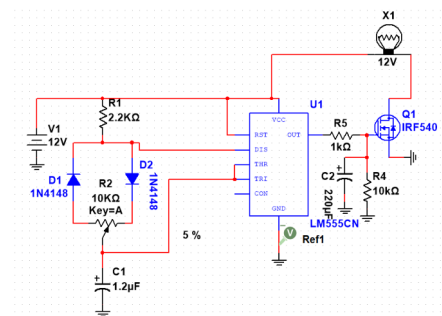 X1
12V
R1
2.2KΩ
U1
VCC
V1
12V
RST
OUT
R5
1kΩ
Q1
IRF540
DIS
D1
1N4148
D2
1N4148
R2
10KΩ
Key=A
THR
TRI
CON
C2
220µF
R4
10kΩ
GND
LM555CN
5 %
V
Ref1
C1
1.2µF